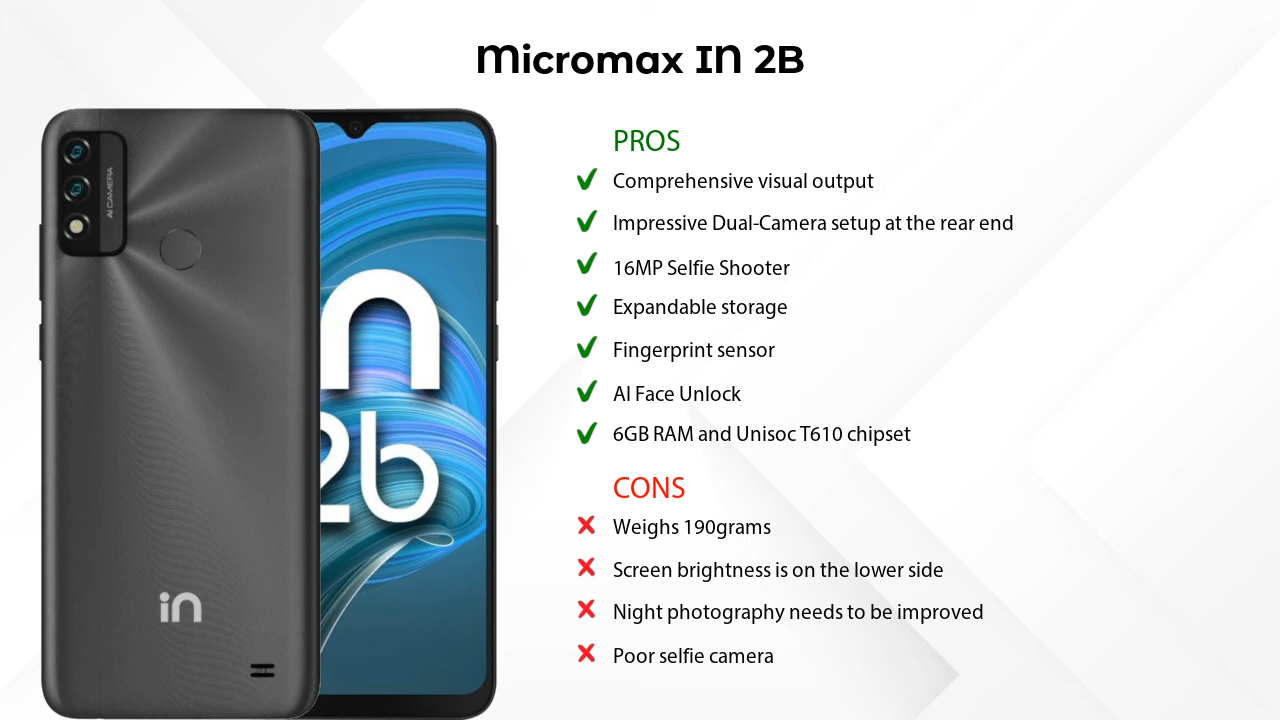 Micromax In 2B
AI CAMERA
in
n
2b
PROS
Comprehensive visual output
Impressive Dual-Camera setup at the rear end
16MP Selfie Shooter
Expandable storage
Fingerprint sensor
AI Face Unlock
6GB RAM and Unisoc T610 chipset
CONS
Weighs 190grams
Screen brightness is on the lower side
Night photography needs to be improved
Poor selfie camera